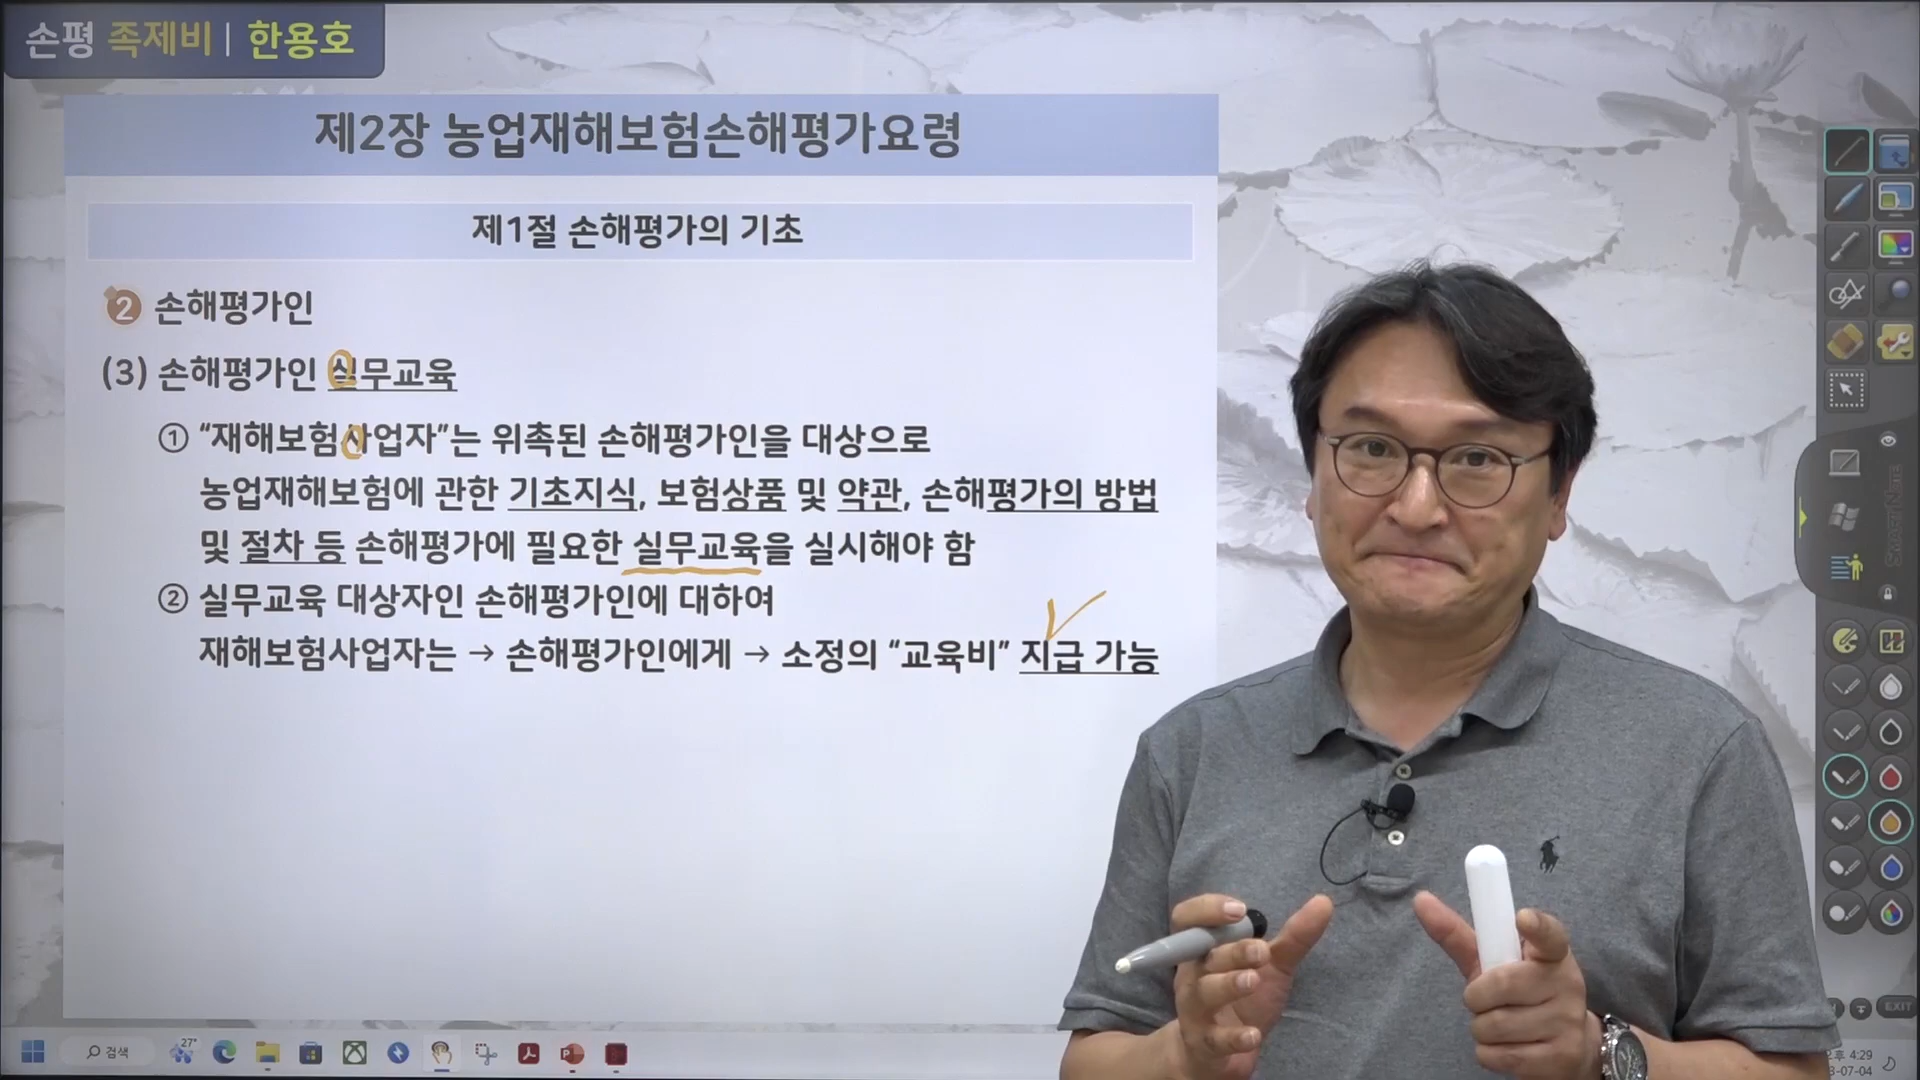 손평 족제비 | 한용호
제2장 농업재해보험손해평가요령
제1절 손해평가의 기초
2 손해평가인
(3) 손해평가인 실무교육
① “재해보험사업자”는 위촉된 손해평가인을 대상으로
농업재해보험에 관한 기초지식, 보험상품 및 약관, 손해평가의 방법
및 절차 등 손해평가에 필요한 실무교육을 실시해야 함
② 실무교육 대상자인 손해평가인에 대하여
재해보험사업자는 → 손해평가인에게 → 소정의 “교육비” 지급 가능
EXIT
27°
검색
4:29
07-04